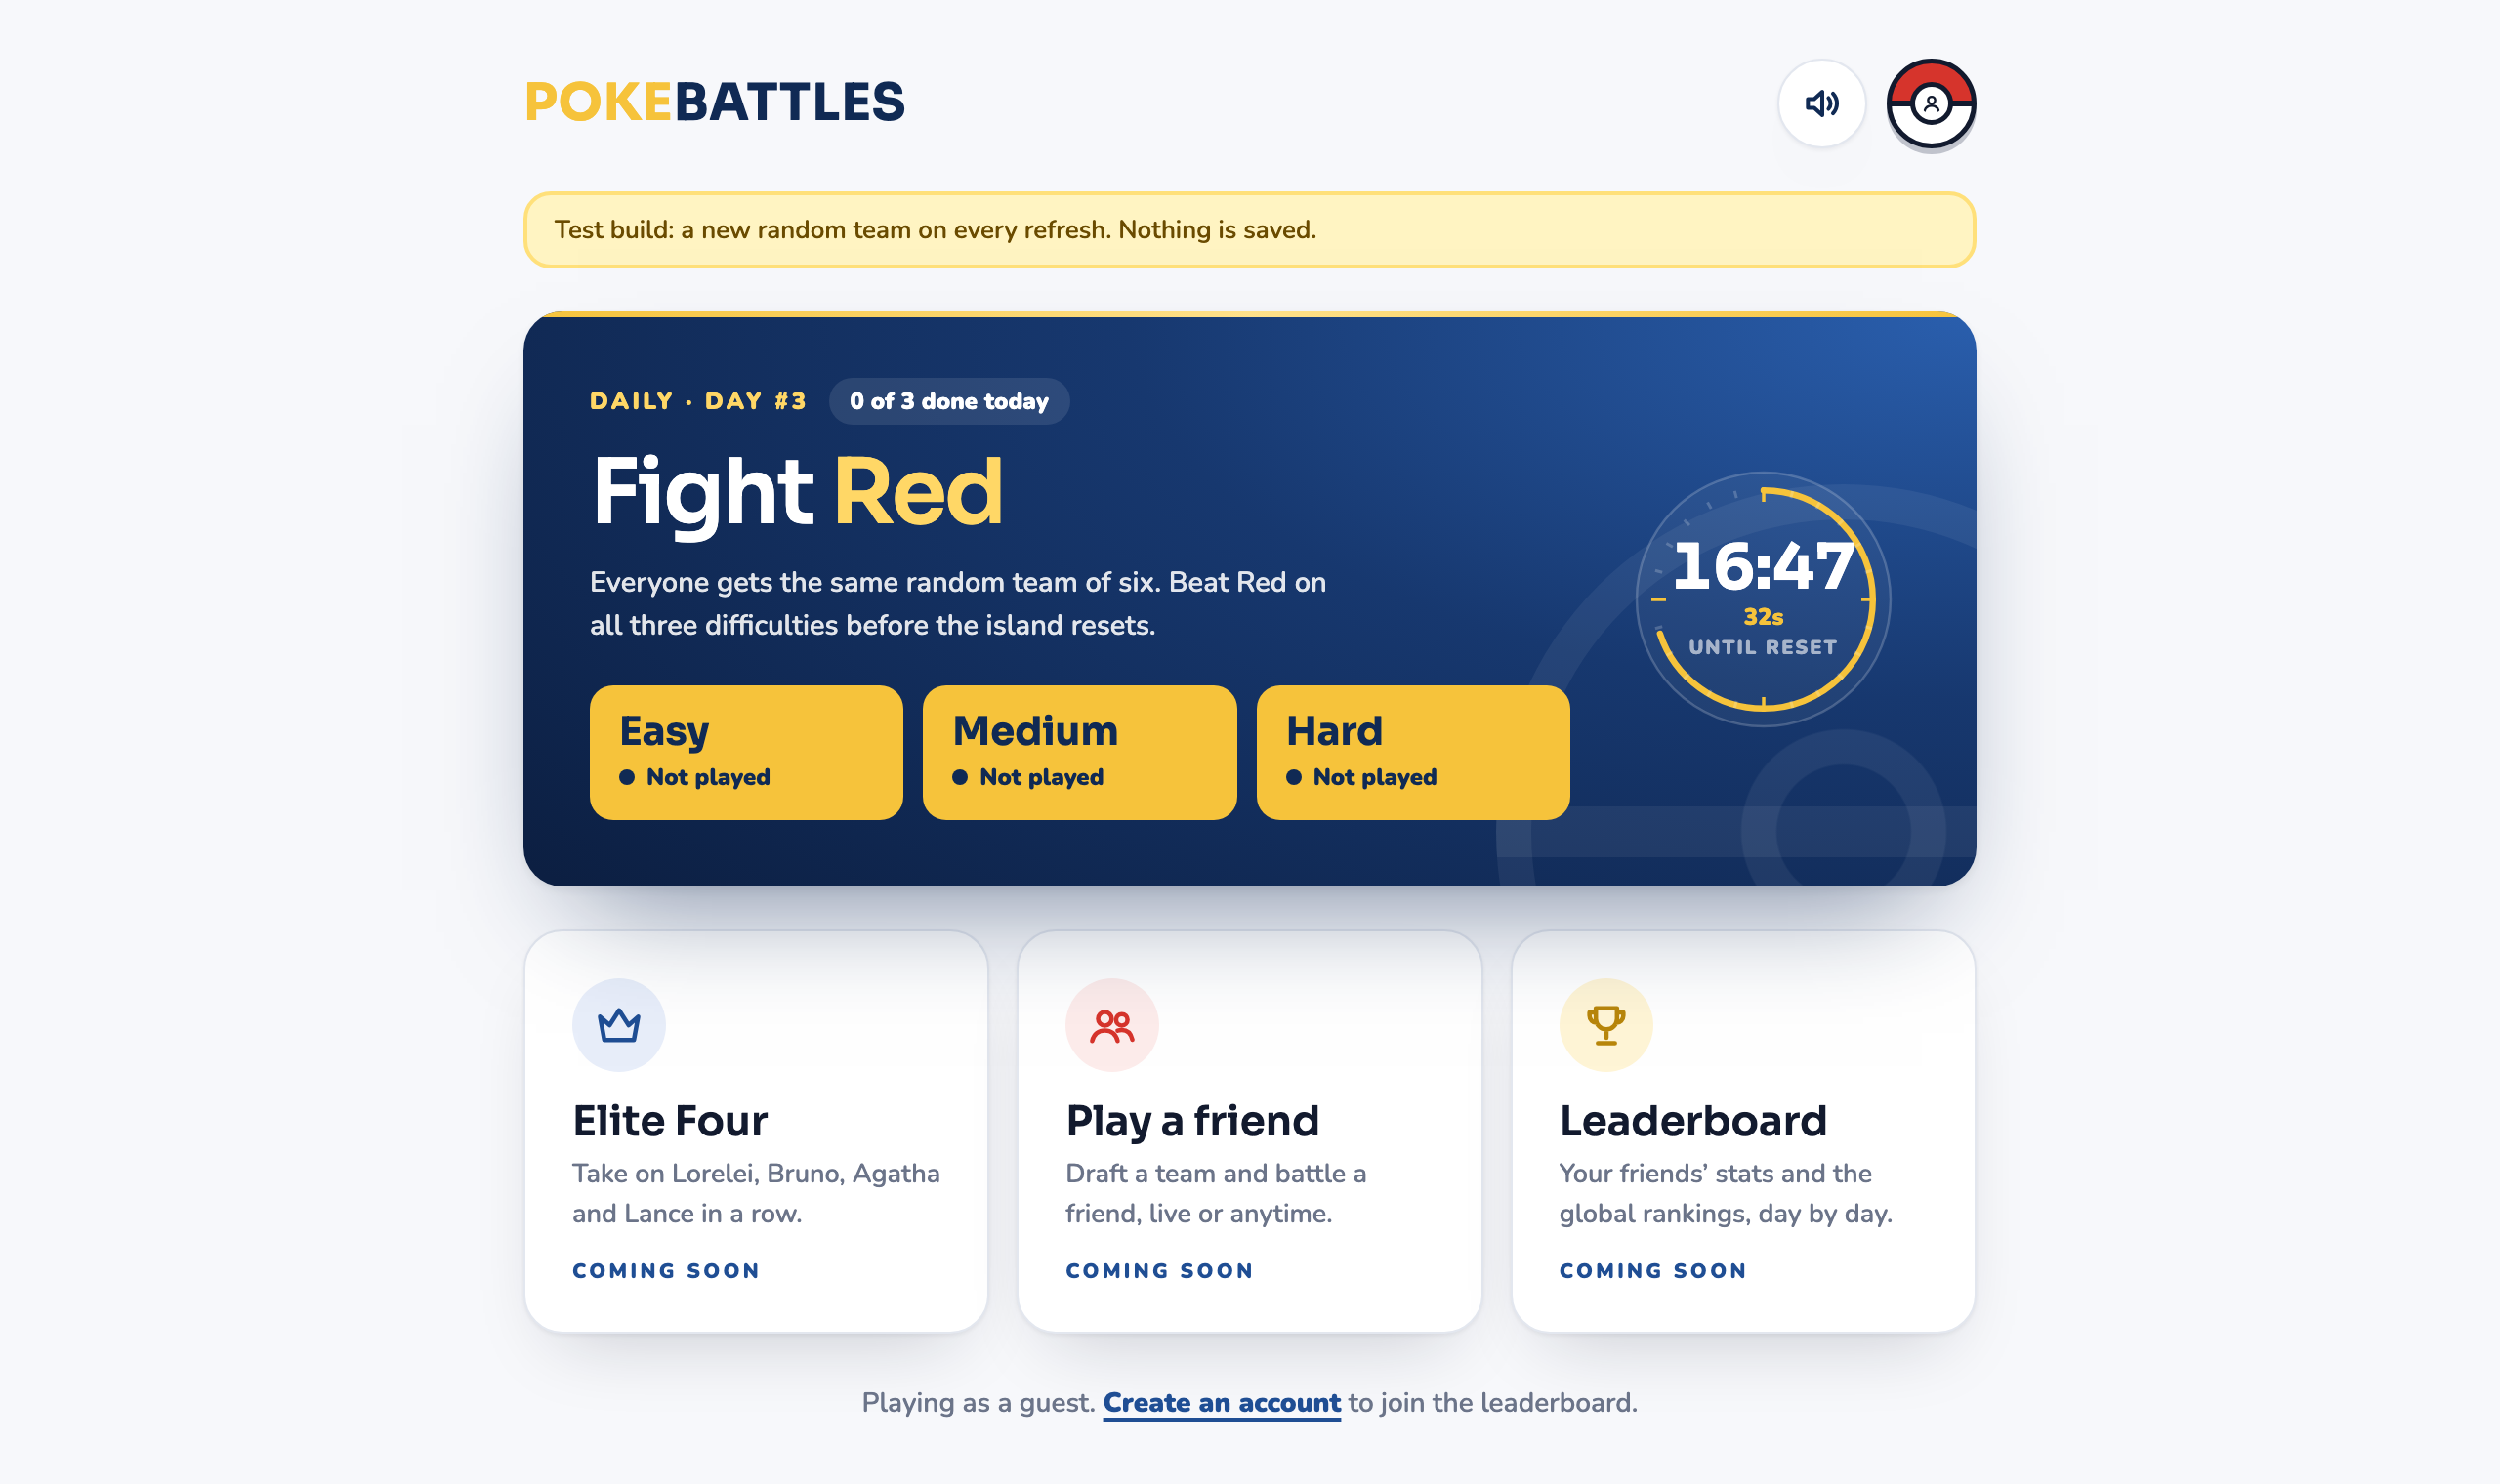 POKEBATTLES
Test build: a new random team on every refresh. Nothing is saved.
DAILY · DAY #3
0 of 3 done today
Fight Red
Everyone gets the same random team of six. Beat Red on
all three difficulties before the island resets.
16:47
32s
UNTIL RESET
Easy
Not played
Medium
Not played
Hard
Not played
Elite Four
Take on Lorelei, Bruno, Agatha
and Lance in a row.
COMING SOON
Play a friend
Draft a team and battle a
friend, live or anytime.
COMING SOON
Leaderboard
Your friends’ stats and the
global rankings, day by day.
COMING SOON
Playing as a guest. Create an account to join the leaderboard.